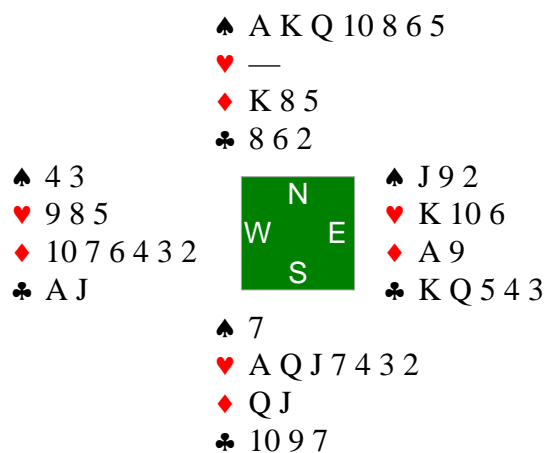 ♠ A K Q 10 8 6 5
♥ —
♦ K 8 5
♣ 8 6 2
♠ 4 3
♥ 9 8 5
♦ 10 7 6 4 3 2
♣ A J
N
W E
S
♠ J 9 2
♥ K 10 6
♦ A 9
♣ K Q 5 4 3
♠ 7
♥ A Q J 7 4 3 2
♦ Q J
♣ 10 9 7